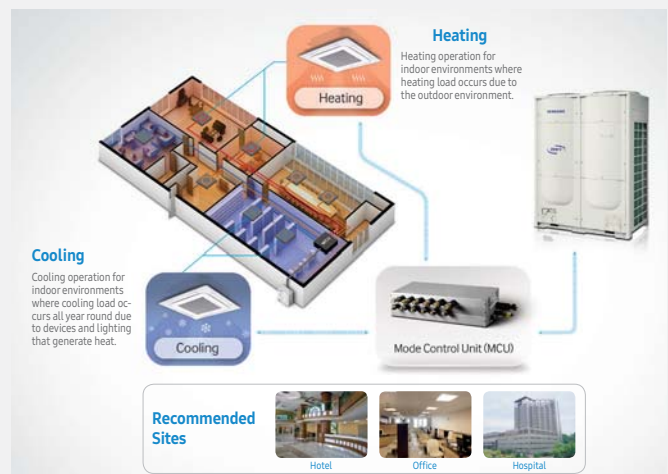 Heating
Heating operation for
indoor environments where
heating load occurs due to
the outdoor environment.
Heating
SAMSUNG
Cooling
Cooling operation for
indoor environments
where cooling load oc-
curs all year round due
to devices and lighting
that generate heat.
Cooling
Mode Control Unit (MCU)
Recommended
Sites
Hotel
Office
Hospital